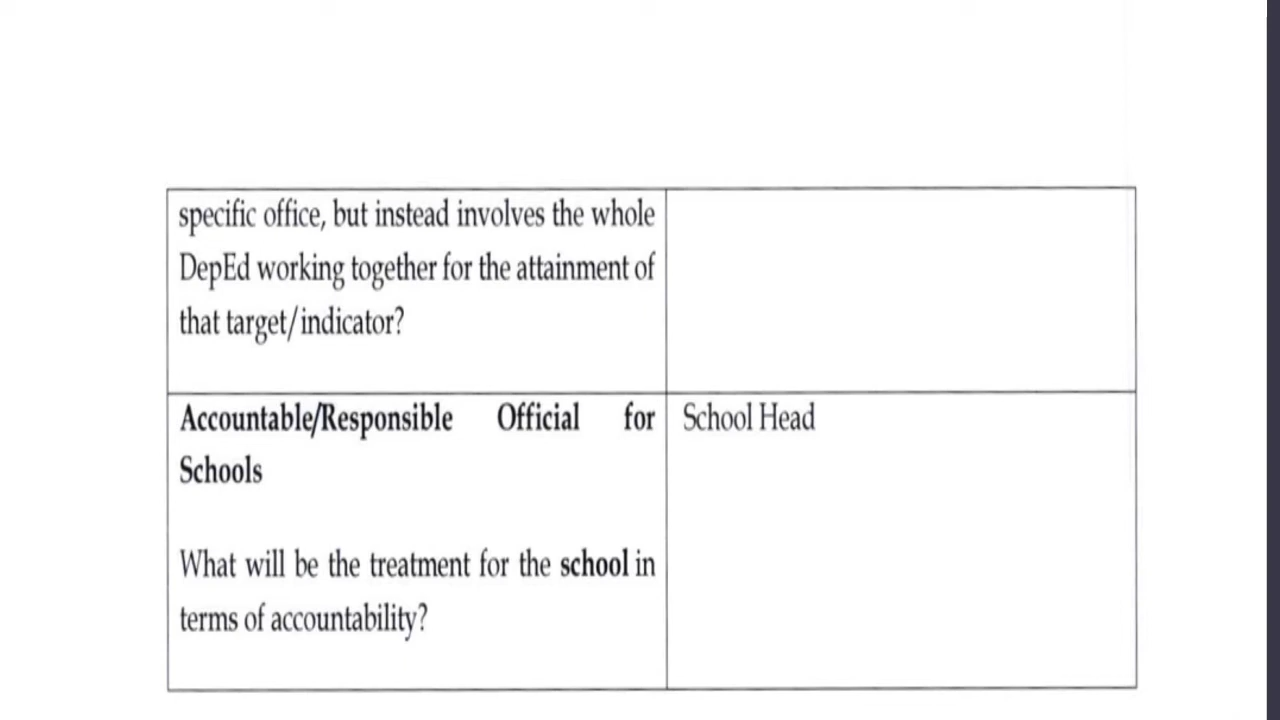 specific office, but instead involves the whole
DepEd working together for the attainment of
that target/indicator?
Accountable/Responsible Official for
Schools
School Head
What will be the treatment for the school in
terms of accountability?